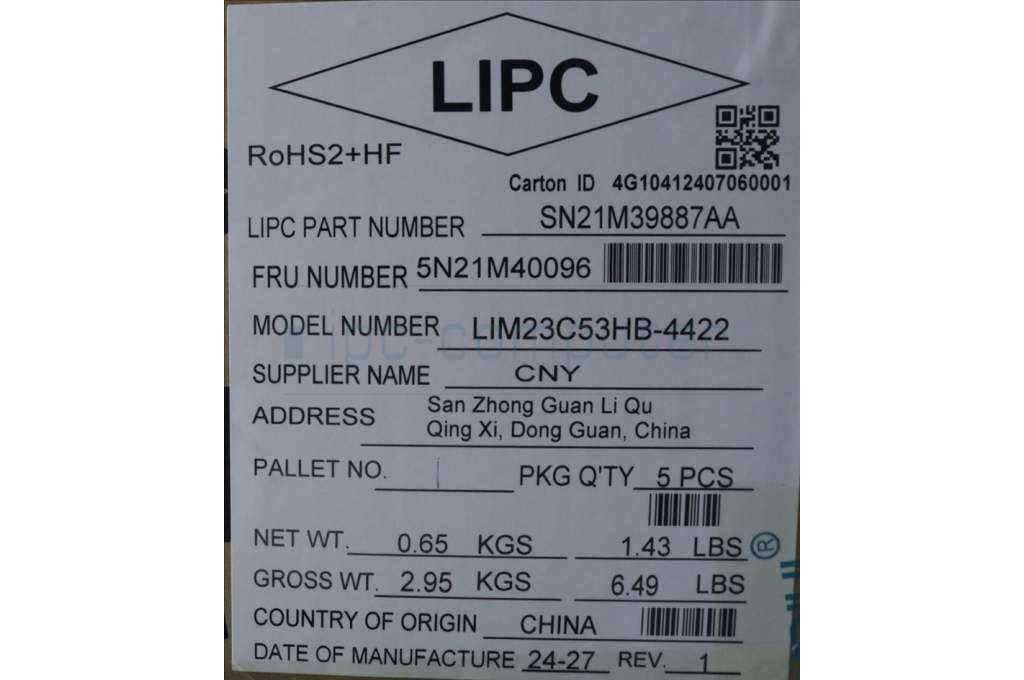 LIPC
RoHS2+HF
Carton ID 4G10412407060001
LIPC PART NUMBER SN21M39887AA
FRU NUMBER 5N21M40096
MODEL NUMBER LIM23C53HB-4422
ipc-computer
SUPPLIER NAME CNY
ADDRESS San Zhong Guan Li Qu
Qing Xi, Dong Guan, China
PALLET NO. PKG Q'TY 5 PCS
NET WT. 0.65 KGS 1.43 LBS ®
GROSS WT. 2.95 KGS 6.49 LBS
COUNTRY OF ORIGIN CHINA
DATE OF MANUFACTURE 24-27 REV. 1